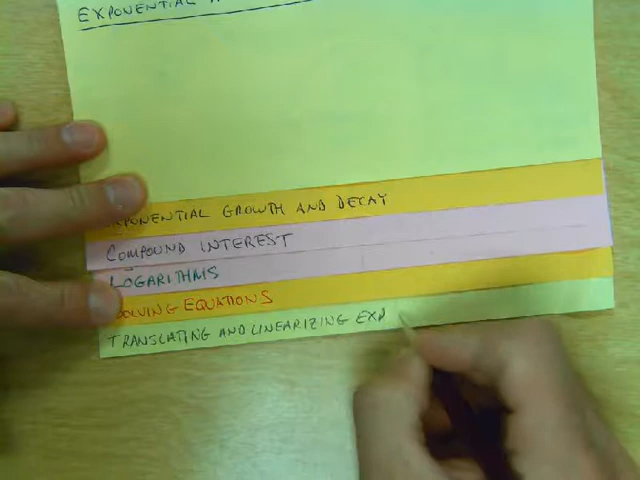 EXPONENTIAL
EXPONENTIAL GROWTH AND DECAY
COMPOUND INTEREST
LOGARITHMS
SOLVING EQUATIONS
TRANSLATING AND LINEARIZING EXP